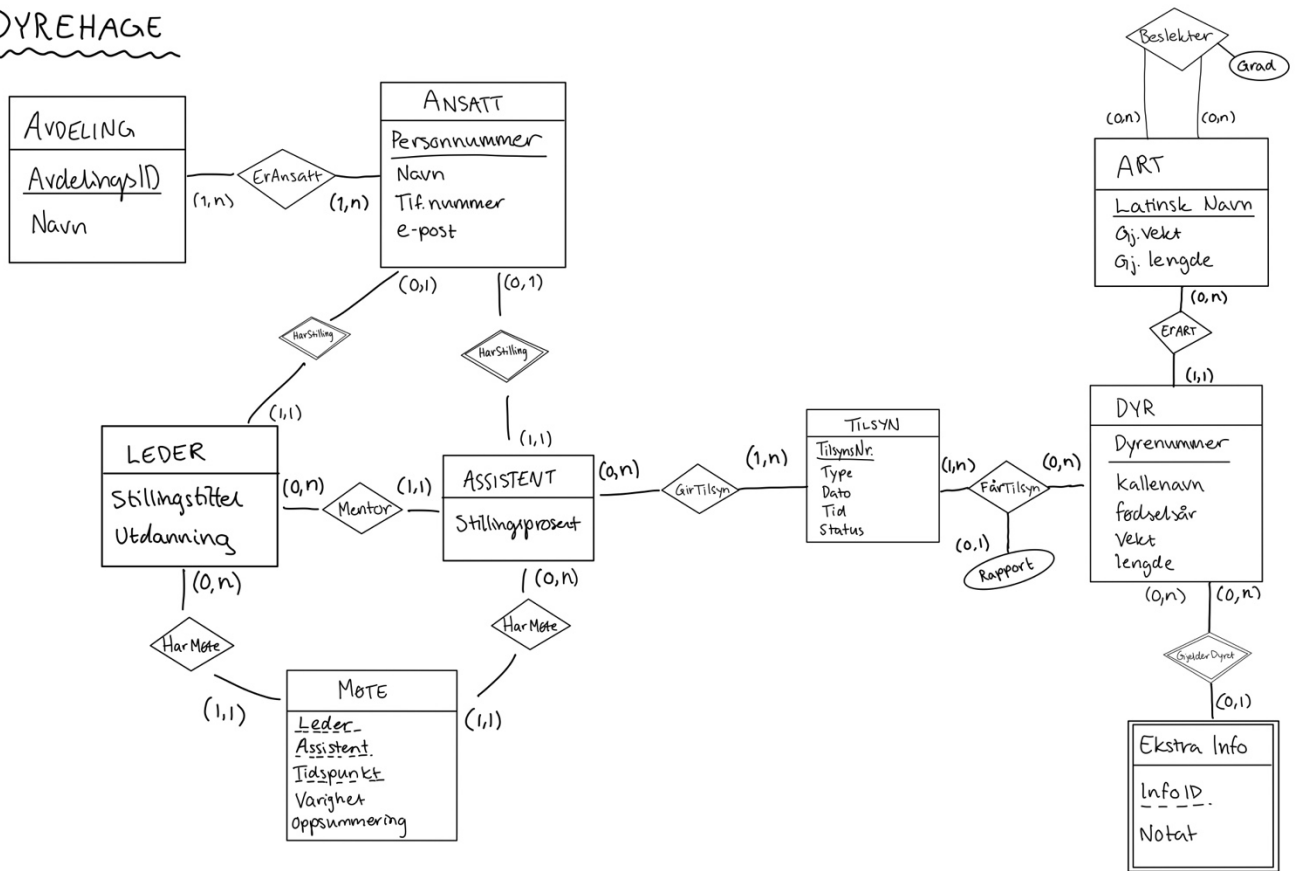 DYREHAGE
AVDELING
AvdelingsID
Navn
(1,n)
ErAnsatt
(1,n)
ANSATT
Personnummer
Navn
Tlf.nummer
e-post
(0,1)
(0,1)
HarStilling
HarStilling
(1,1)
(1,1)
LEDER
Stillingstittel
Utdanning
(0,n)
Mentor
(1,1)
ASSISTENT
Stillingsprosent
(0,n)
GirTilsyn
(1,n)
TILSYN
TilsynsNr.
Type
Dato
Tid
Status
(1,n)
FårTilsyn
(0,n)
(0,1)
Rapport
(0,n)
HarMøte
(1,1)
(0,n)
HarMøte
(1,1)
MØTE
Leder
Assistent
Tidspunkt
Varighet
Oppsummering
Beslekter
Grad
(0,n)
(0,n)
ART
Latinsk Navn
Gj.vekt
Gj. lengde
(0,n)
ErART
(1,1)
DYR
Dyrenummer
kallenavn
fødselsår
Vekt
lengde
(0,n)
(0,n)
GjelderDyret
(0,1)
Ekstra Info
InfoID
Notat